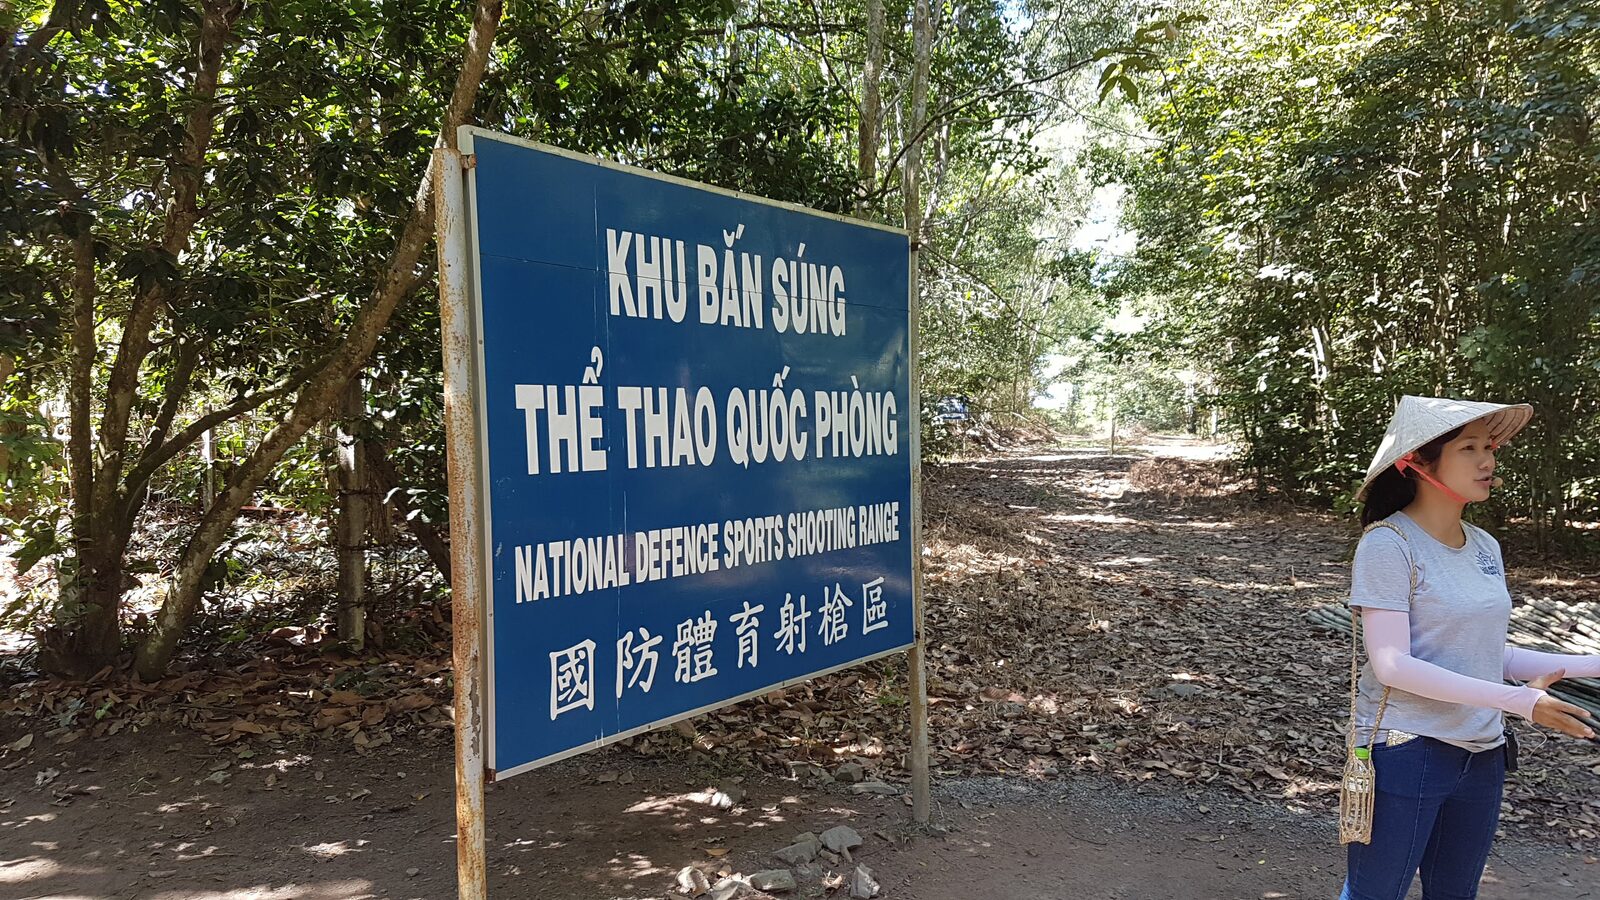 KHU BẮN SÚNG
THỂ THAO QUỐC PHÒNG
NATIONAL DEFENCE SPORTS SHOOTING RANGE
國防體育射槍區